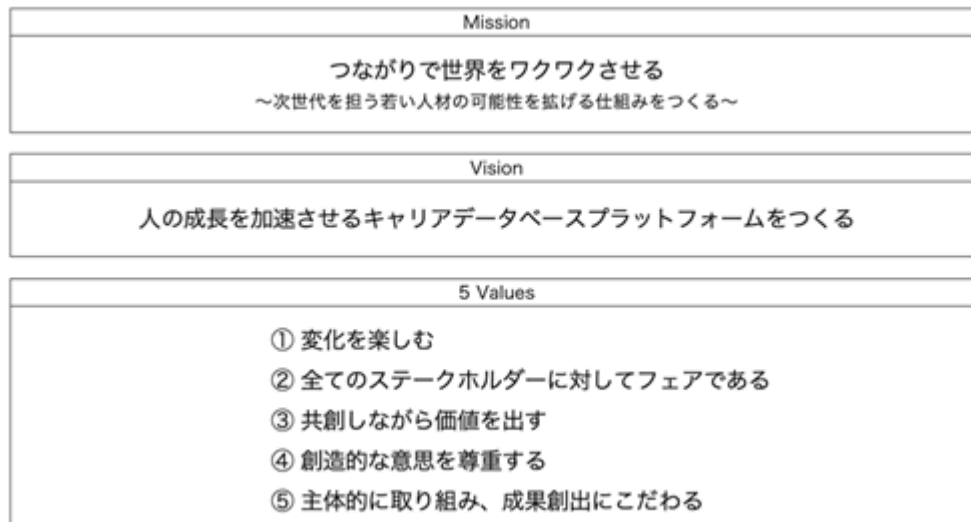 Mission
つながりで世界をワクワクさせる
〜次世代を担う若い人材の可能性を拡げる仕組みをつくる〜
Vision
人の成長を加速させるキャリアデータベースプラットフォームをつくる
5 Values
① 変化を楽しむ
② 全てのステークホルダーに対してフェアである
③ 共創しながら価値を出す
④ 創造的な意思を尊重する
⑤ 主体的に取り組み、成果創出にこだわる